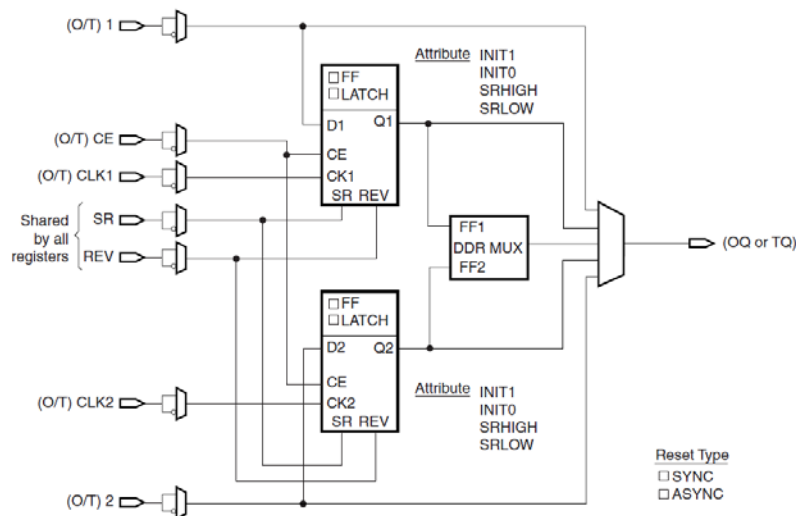 (O/T) 1
Attribute INIT1
INIT0
SRHIGH
SRLOW
FF
LATCH
D1 Q1
CE
CK1
SR REV
(O/T) CE
(O/T) CLK1
Shared
by all
registers
SR
REV
FF1
DDR MUX
FF2
(OQ or TQ)
FF
LATCH
D2 Q2
CE
CK2
SR REV
(O/T) CLK2
Attribute INIT1
INIT0
SRHIGH
SRLOW
(O/T) 2
Reset Type
SYNC
ASYNC